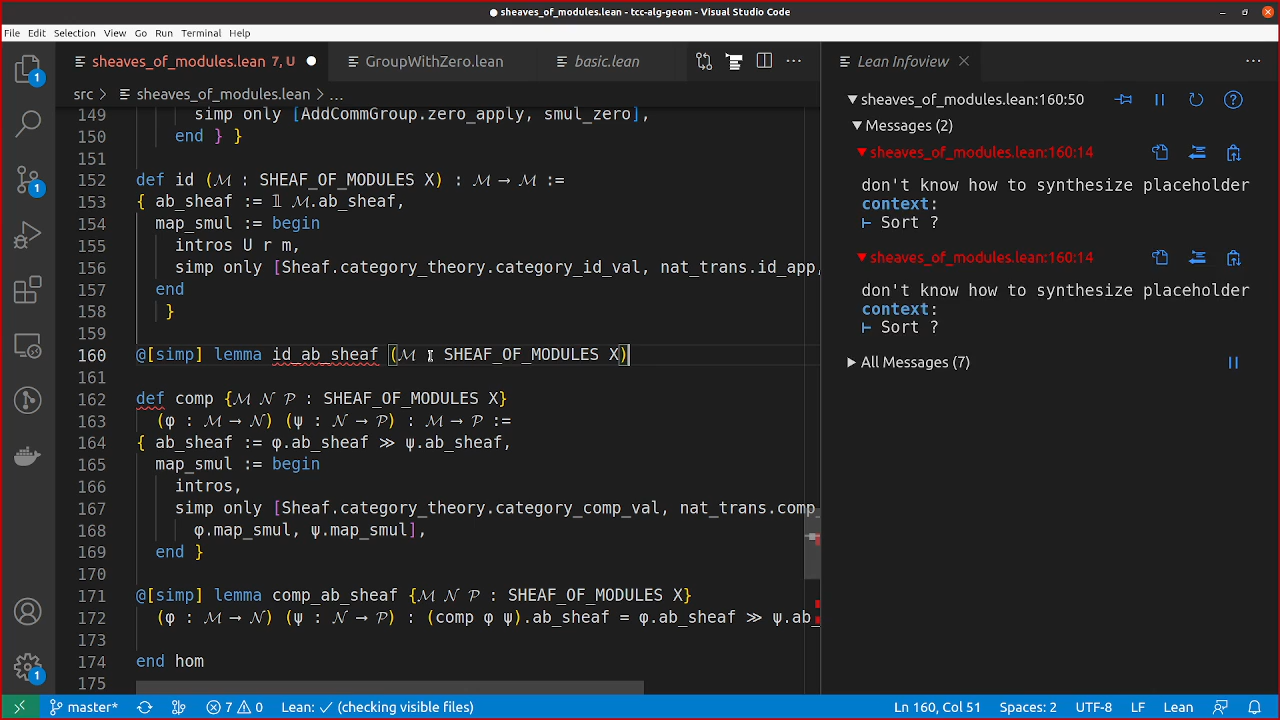 ● sheaves_of_modules.lean - tcc-alg-geom - Visual Studio Code
File Edit Selection View Go Run Terminal Help
sheaves_of_modules.lean 7, U ●
GroupWithZero.lean
basic.lean
Lean Infoview
src > sheaves_of_modules.lean > ...
149 simp only [AddCommGroup.zero_apply, smul_zero],
150 end } }
151
152 def id (ℳ : SHEAF_OF_MODULES X) : ℳ → ℳ :=
153 { ab_sheaf := 𝟙 ℳ.ab_sheaf,
154 map_smul := begin
155 intros U r m,
156 simp only [Sheaf.category_theory.category_id_val, nat_trans.id_app,
157 end
158 }
159
160 @[simp] lemma id_ab_sheaf (ℳ : SHEAF_OF_MODULES X)
161
162 def comp {ℳ 𝒩 𝒫 : SHEAF_OF_MODULES X}
163 (φ : ℳ → 𝒩) (ψ : 𝒩 → 𝒫) : ℳ → 𝒫 :=
164 { ab_sheaf := φ.ab_sheaf ≫ ψ.ab_sheaf,
165 map_smul := begin
166 intros,
167 simp only [Sheaf.category_theory.category_comp_val, nat_trans.comp_
168 φ.map_smul, ψ.map_smul],
169 end }
170
171 @[simp] lemma comp_ab_sheaf {ℳ 𝒩 𝒫 : SHEAF_OF_MODULES X}
172 (φ : ℳ → 𝒩) (ψ : 𝒩 → 𝒫) : (comp φ ψ).ab_sheaf = φ.ab_sheaf ≫ ψ.ab_
173
174 end hom
175
sheaves_of_modules.lean:160:50
Messages (2)
sheaves_of_modules.lean:160:14
don't know how to synthesize placeholder
context:
⊢ Sort ?
sheaves_of_modules.lean:160:14
don't know how to synthesize placeholder
context:
⊢ Sort ?
All Messages (7)
1
1
1
master* 7 0 Lean: ✓ (checking visible files)
Ln 160, Col 51 Spaces: 2 UTF-8 LF Lean